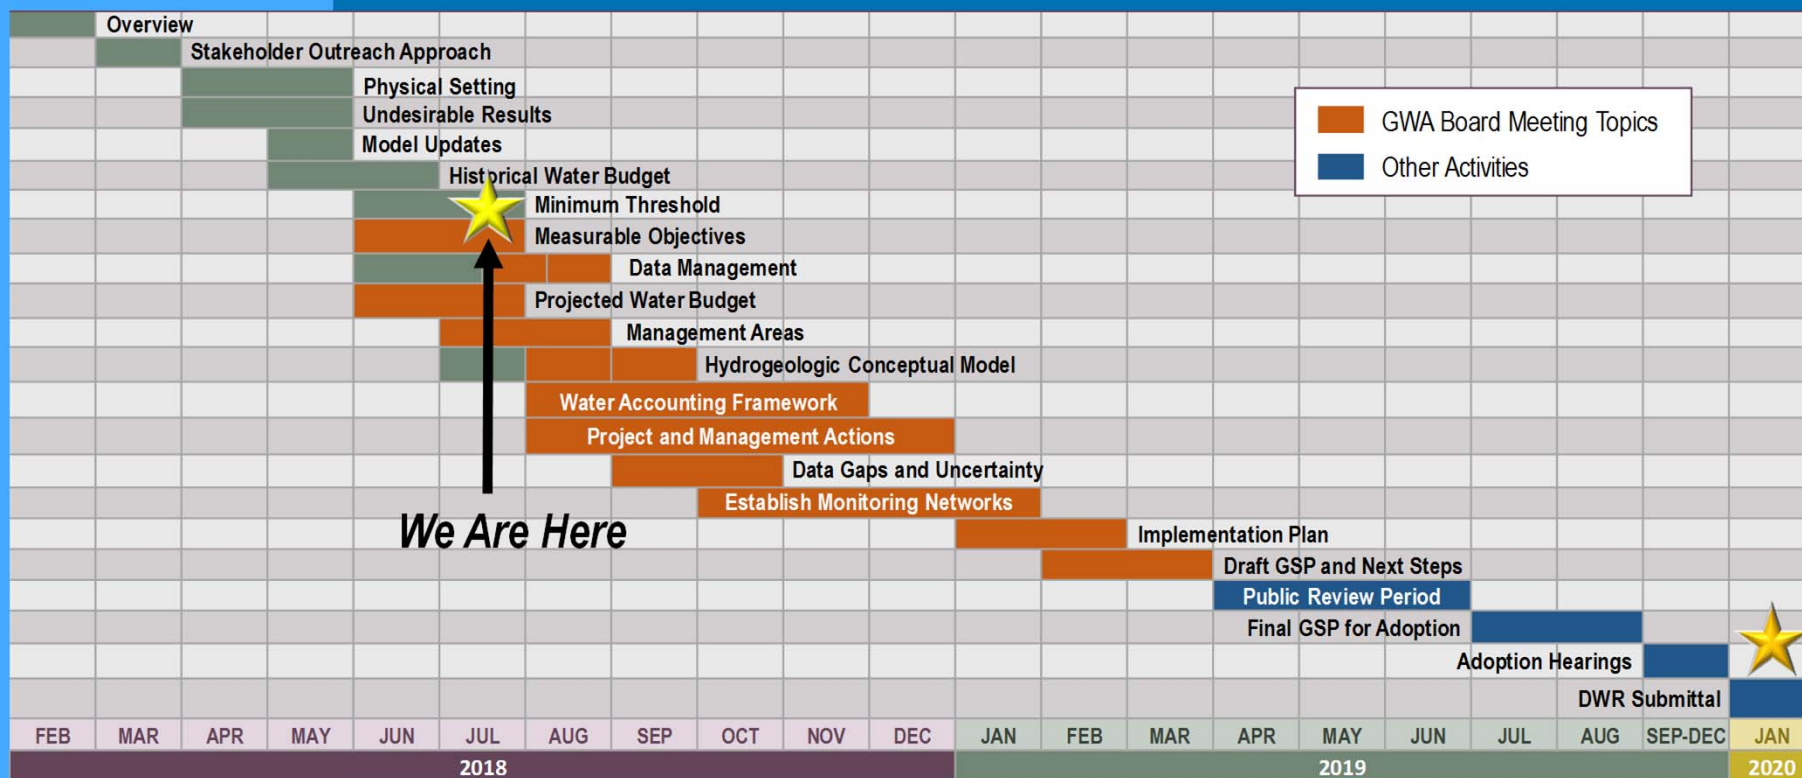 Overview
Stakeholder Outreach Approach
Physical Setting
Undesirable Results
Model Updates
Historical Water Budget
Minimum Threshold
Measurable Objectives
Data Management
Projected Water Budget
Management Areas
Hydrogeologic Conceptual Model
Water Accounting Framework
Project and Management Actions
Data Gaps and Uncertainty
Establish Monitoring Networks
Implementation Plan
Draft GSP and Next Steps
Public Review Period
Final GSP for Adoption
Adoption Hearings
DWR Submittal
GWA Board Meeting Topics
Other Activities
We Are Here
FEB MAR APR MAY JUN JUL AUG SEP OCT NOV DEC JAN FEB MAR APR MAY JUN JUL AUG SEP-DEC JAN
2018 2019 2020